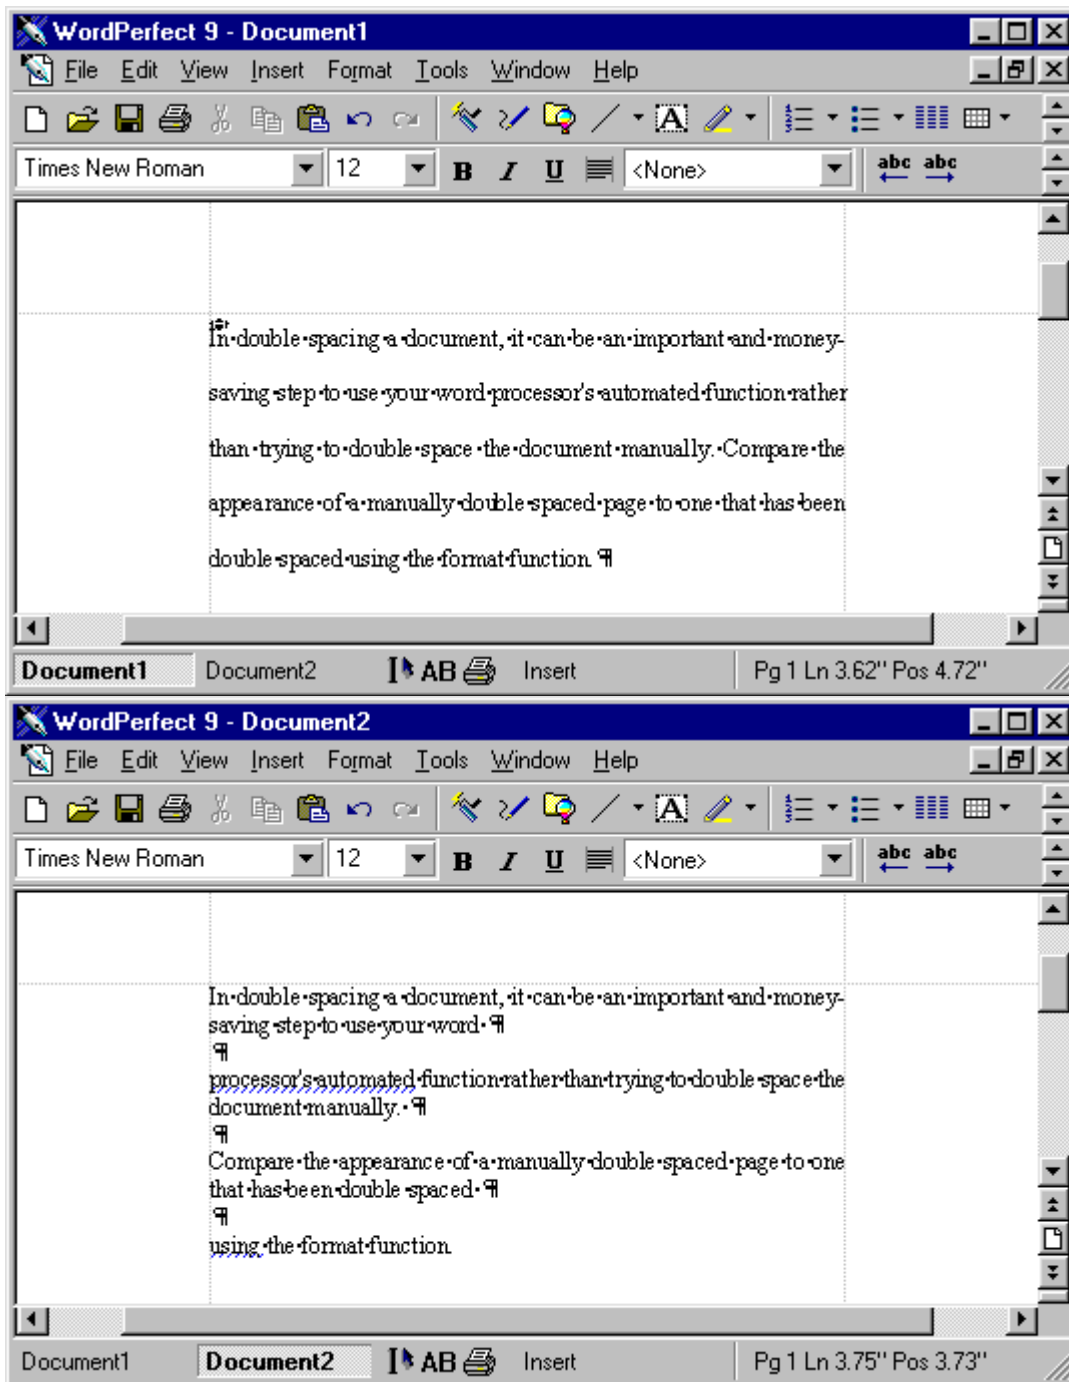 WordPerfect 9 - Document1
File Edit View Insert Format Tools Window Help
Times New Roman 12 B I U <None> abc abc
In·double·spacing·a·document,·it·can·be·an·important·and·money-
saving·step·to·use·your·word·processor's·automated·function·rather
than·trying·to·double·space·the·document·manually.·Compare·the
appearance·of·a·manually·double·spaced·page·to·one·that·has·been
double·spaced·using·the·format·function.¶
Document1 Document2 AB Insert Pg 1 Ln 3.62" Pos 4.72"
WordPerfect 9 - Document2
File Edit View Insert Format Tools Window Help
Times New Roman 12 B I U <None> abc abc
In·double·spacing·a·document,·it·can·be·an·important·and·money-
saving·step·to·use·your·word·¶
¶
processor's·automated·function·rather·than·trying·to·double·space·the
document·manually.·¶
¶
Compare·the·appearance·of·a·manually·double·spaced·page·to·one
that·has·been·double·spaced·¶
¶
using·the·format·function.
Document1 Document2 AB Insert Pg 1 Ln 3.75" Pos 3.73"